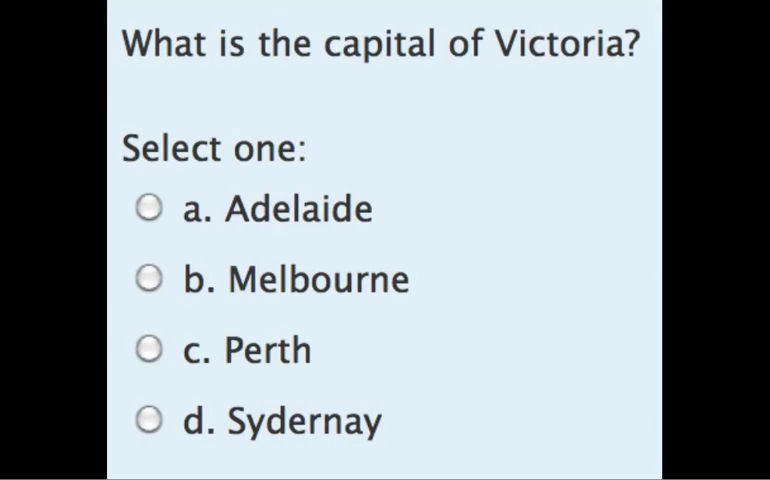 What is the capital of Victoria?
Select one:
a. Adelaide
b. Melbourne
c. Perth
d. Sydernay